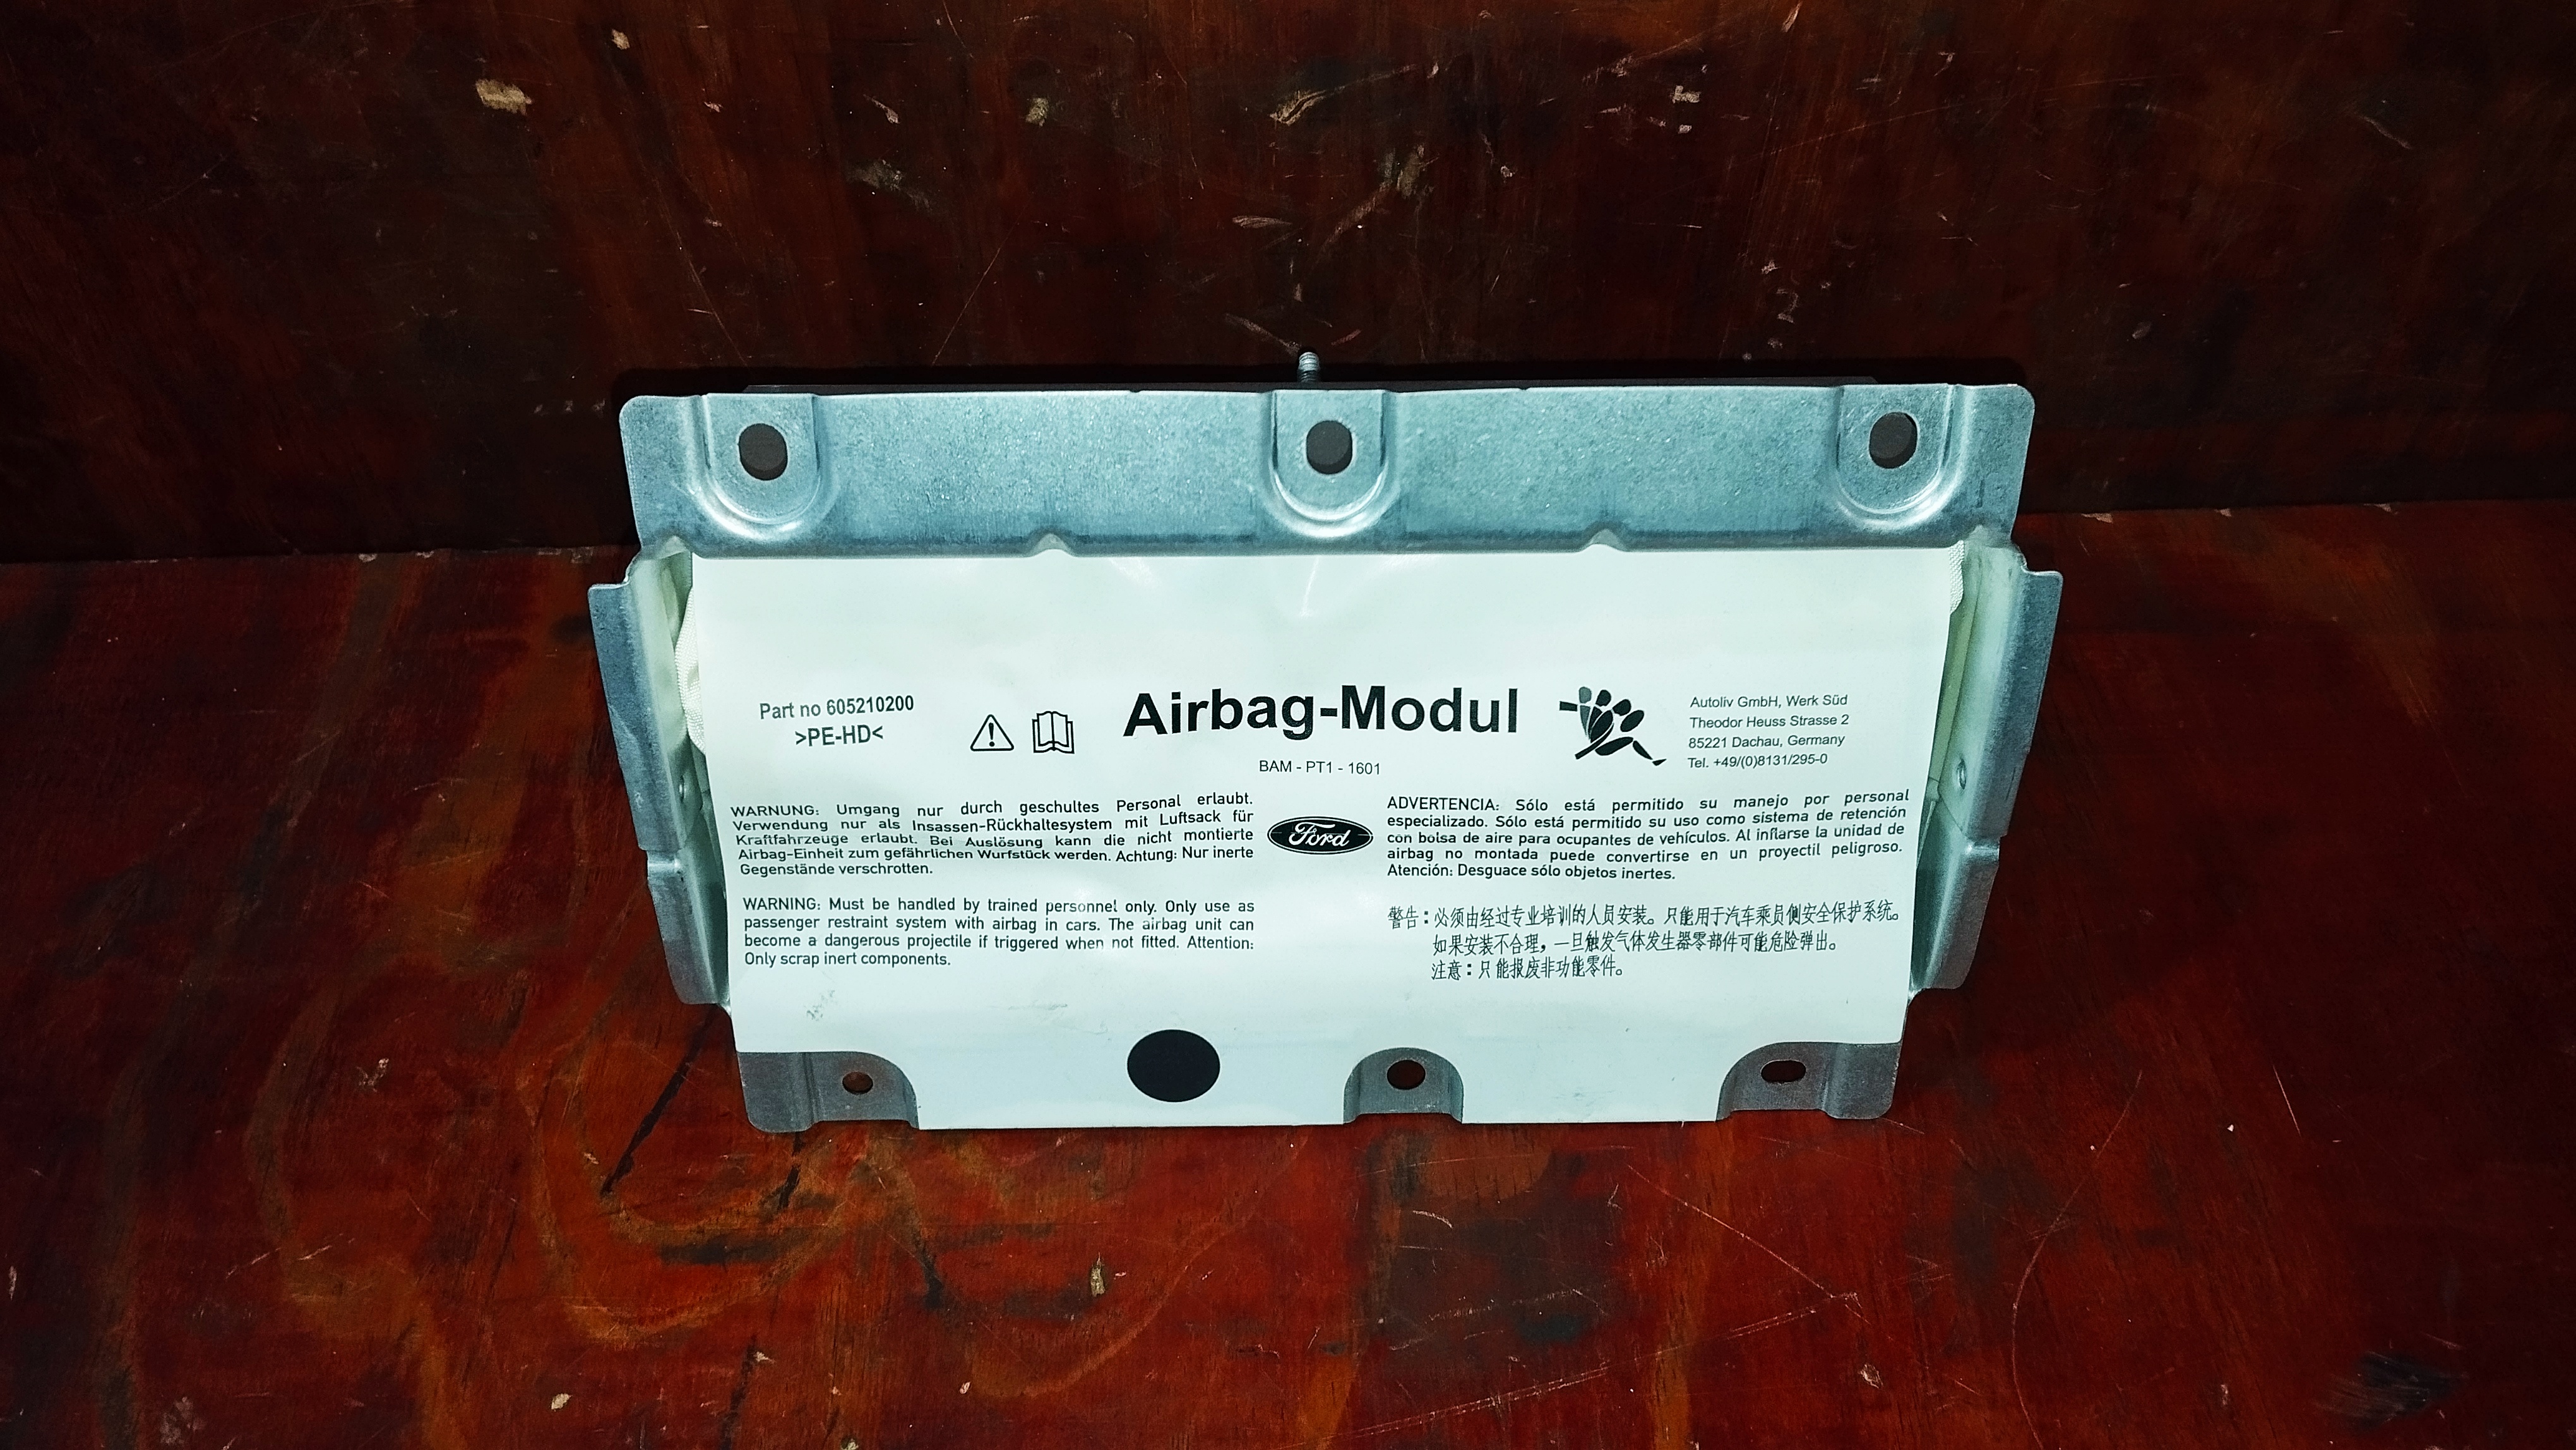 Part no 605210200
>PE-HD<
Airbag-Modul
BAM - PT1 - 1601
Autoliv GmbH, Werk Süd
Theodor Heuss Strasse 2
85221 Dachau, Germany
Tel. +49/(0)8131/295-0
WARNUNG: Umgang nur durch geschultes Personal erlaubt.
Verwendung nur als Insassen-Rückhaltesystem mit Luftsack für
Kraftfahrzeuge erlaubt. Bei Auslösung kann die nicht montierte
Airbag-Einheit zum gefährlichen Wurfstück werden. Achtung: Nur inerte
Gegenstände verschrotten.
WARNING: Must be handled by trained personnel only. Only use as
passenger restraint system with airbag in cars. The airbag unit can
become a dangerous projectile if triggered when not fitted. Attention:
Only scrap inert components.
Ford
ADVERTENCIA: Sólo está permitido su manejo por personal
especializado. Sólo está permitido su uso como sistema de retención
con bolsa de aire para ocupantes de vehículos. Al inflarse la unidad de
airbag no montada puede convertirse en un proyectil peligroso.
Atención: Desguace sólo objetos inertes.
警告：必须由经过专业培训的人员安装。只能用于汽车乘员侧安全保护系统。
如果安装不合理，一旦触发气体发生器零部件可能危险弹出。
注意：只能报废非功能零件。